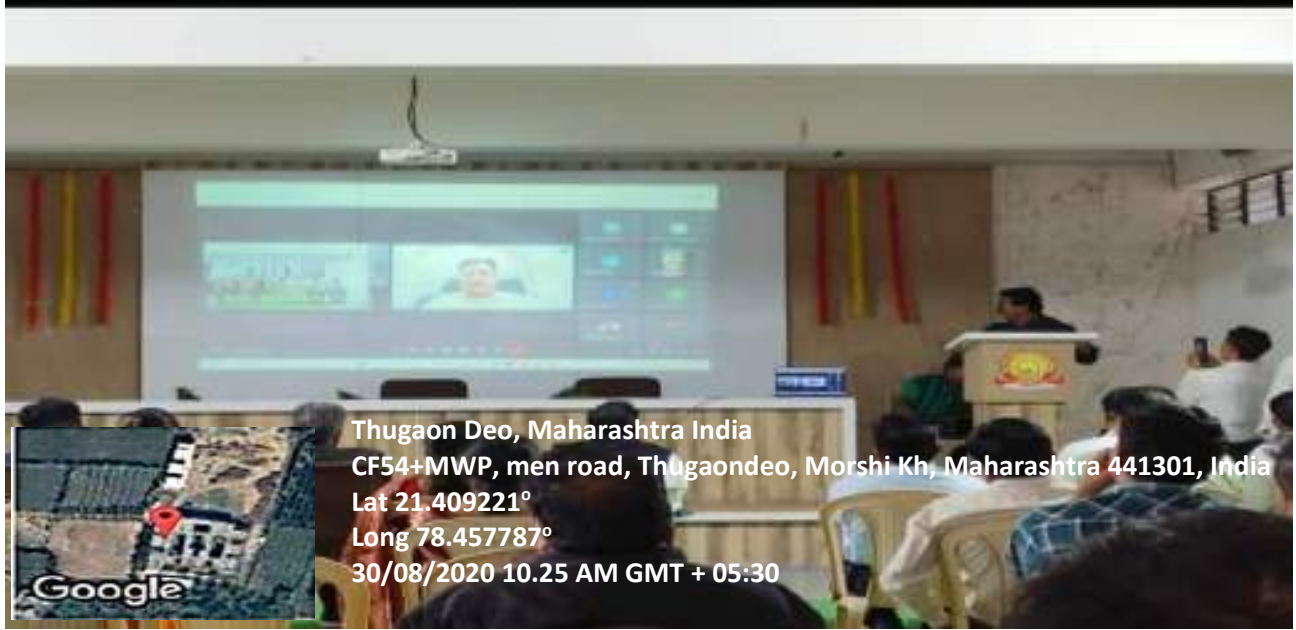 Thugaon Deo, Maharashtra India
CF54+MWP, men road, Thugaondeo, Morshi Kh, Maharashtra 441301, India
Lat 21.409221°
Long 78.457787°
30/08/2020 10.25 AM GMT + 05:30
Google